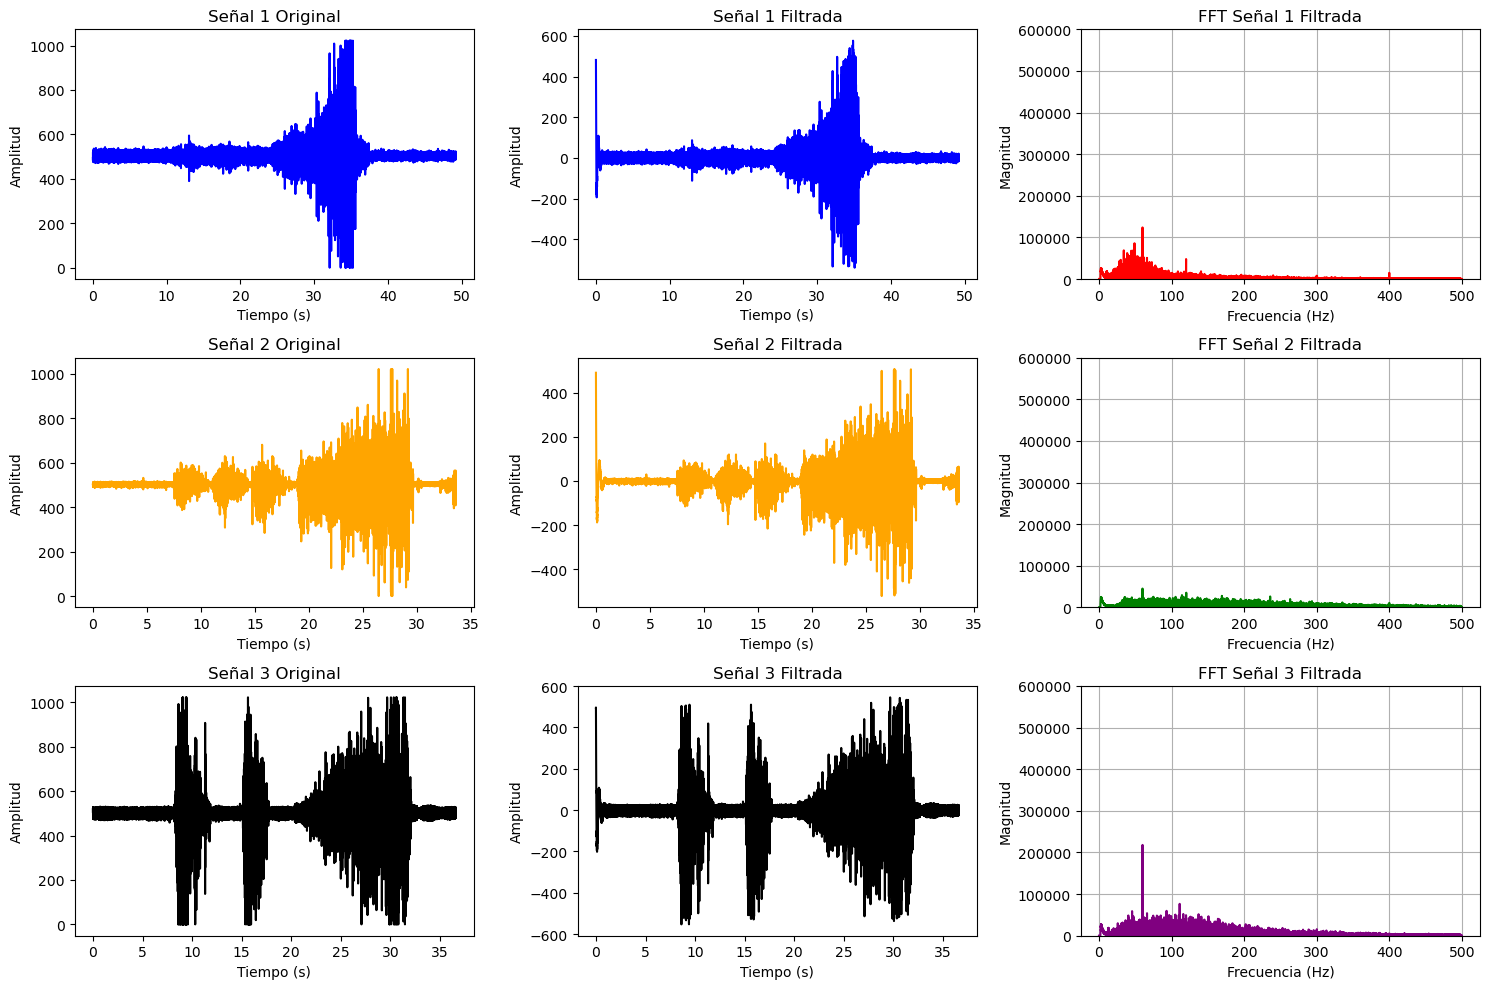 Señal 1 Original
Amplitud
1000
800
600
400
200
0
0 10 20 30 40 50
Tiempo (s)
Señal 1 Filtrada
Amplitud
600
400
200
0
−200
−400
0 10 20 30 40 50
Tiempo (s)
FFT Señal 1 Filtrada
Magnitud
600000
500000
400000
300000
200000
100000
0
0 100 200 300 400 500
Frecuencia (Hz)
Señal 2 Original
Amplitud
1000
800
600
400
200
0
0 5 10 15 20 25 30 35
Tiempo (s)
Señal 2 Filtrada
Amplitud
400
200
0
−200
−400
0 5 10 15 20 25 30 35
Tiempo (s)
FFT Señal 2 Filtrada
Magnitud
600000
500000
400000
300000
200000
100000
0
0 100 200 300 400 500
Frecuencia (Hz)
Señal 3 Original
Amplitud
1000
800
600
400
200
0
0 5 10 15 20 25 30 35
Tiempo (s)
Señal 3 Filtrada
Amplitud
600
400
200
0
−200
−400
−600
0 5 10 15 20 25 30 35
Tiempo (s)
FFT Señal 3 Filtrada
Magnitud
600000
500000
400000
300000
200000
100000
0
0 100 200 300 400 500
Frecuencia (Hz)